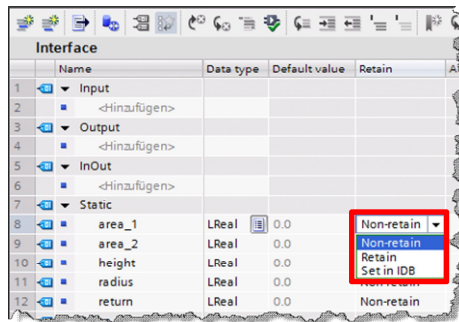 Interface
Name Data type Default value Retain
1 Input
2 <Hinzufügen>
3 Output
4 <Hinzufügen>
5 InOut
6 <Hinzufügen>
7 Static
8 area_1 LReal 0.0 Non-retain
9 area_2 LReal 0.0 Non-retain
10 height LReal 0.0 Retain
Set in IDB
11 radius LReal 0.0 Non-retain
12 return LReal 0.0 Non-retain